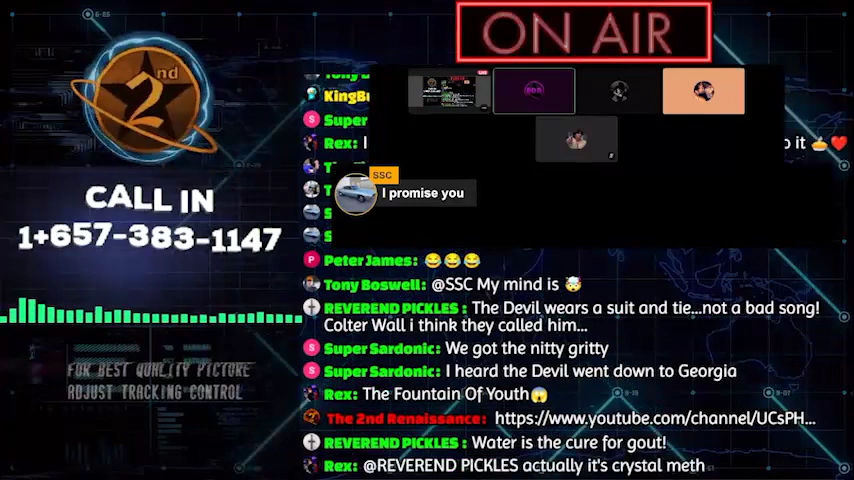 ON AIR
2nd
CALL IN
1+657-383-1147
FOR BEST QUALITY PICTURE
ADJUST TRACKING CONTROL
Tony B
KingBu
Super
Rex: I
o it 🥧❤️
SSC
I promise you
Peter James: 😂😂😂
Tony Boswell: @SSC My mind is 🤯
REVEREND PICKLES : The Devil wears a suit and tie...not a bad song!
Colter Wall i think they called him...
Super Sardonic: We got the nitty gritty
Super Sardonic: I heard the Devil went down to Georgia
Rex: The Fountain Of Youth😱
The 2nd Renaissance: https://www.youtube.com/channel/UCsPH...
REVEREND PICKLES : Water is the cure for gout!
Rex: @REVEREND PICKLES actually it's crystal meth